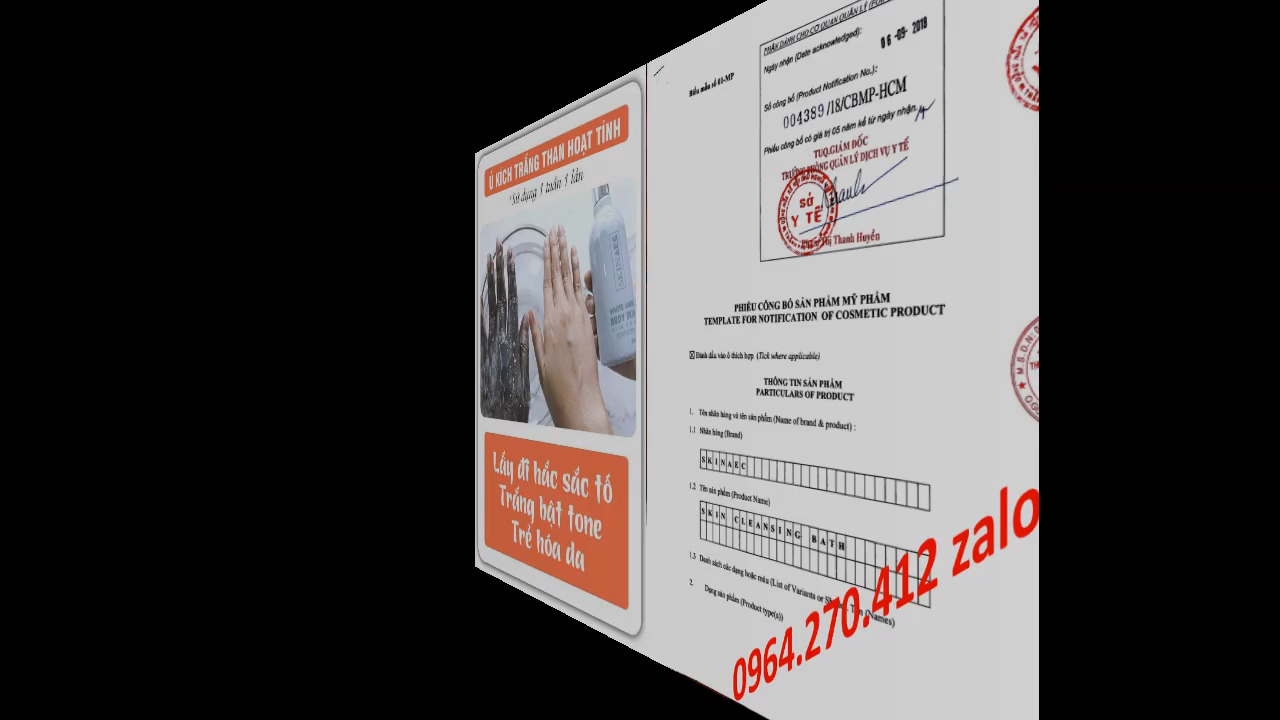 Ủ KÍCH TRẮNG THAN HOẠT TÍNH
*Sử dụng 1 tuần 1 lần
SKINAEC
Lấy đi hắc sắc tố
Trắng bật tone
Trẻ hóa da
Biểu mẫu số 01-MP
PHẦN DÀNH CHO CƠ QUAN QUẢN LÝ
Ngày nhận (Date acknowledged):
06-09-2018
Số công bố (Product Notification No.):
004389/18/CBMP-HCM
Phiếu công bố có giá trị 05 năm kể từ ngày nhận.
TUQ.GIÁM ĐỐC
TRƯỞNG PHÒNG QUẢN LÝ DỊCH VỤ Y TẾ
SỞ
Y TẾ
Phạm Thị Thanh Huyền
PHIẾU CÔNG BỐ SẢN PHẨM MỸ PHẨM
TEMPLATE FOR NOTIFICATION OF COSMETIC PRODUCT
☒ Đánh dấu vào ô thích hợp (Tick where applicable)
THÔNG TIN SẢN PHẨM
PARTICULARS OF PRODUCT
1. Tên nhãn hàng và tên sản phẩm (Name of brand & product) :
1.1 Nhãn hàng (Brand)
SKINAEC
1.2 Tên sản phẩm (Product Name)
SKIN CLEANSING BATH
1.3 Danh sách các dạng hoặc màu (List of Variants or Names)
2. Dạng sản phẩm (Product type(s))
0964.270.412 zalo
M.S.D.N: 0